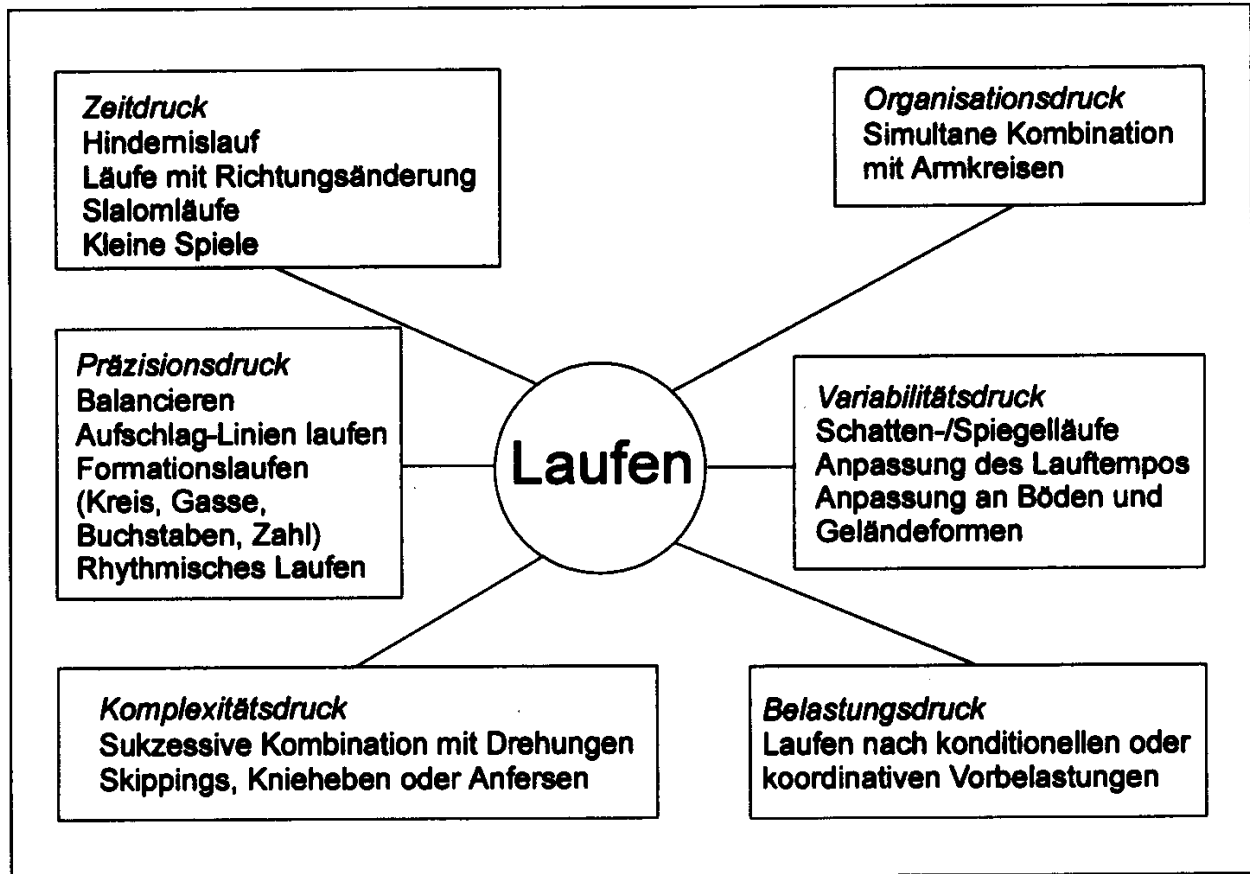 Zeitdruck
Hindernislauf
Läufe mit Richtungsänderung
Slalomläufe
Kleine Spiele
Organisationsdruck
Simultane Kombination
mit Armkreisen
Präzisionsdruck
Balancieren
Aufschlag-Linien laufen
Formationslaufen
(Kreis, Gasse,
Buchstaben, Zahl)
Rhythmisches Laufen
Laufen
Variabilitätsdruck
Schatten-/Spiegelläufe
Anpassung des Lauftempos
Anpassung an Böden und
Geländeformen
Komplexitätsdruck
Sukzessive Kombination mit Drehungen
Skippings, Knieheben oder Anfersen
Belastungsdruck
Laufen nach konditionellen oder
koordinativen Vorbelastungen